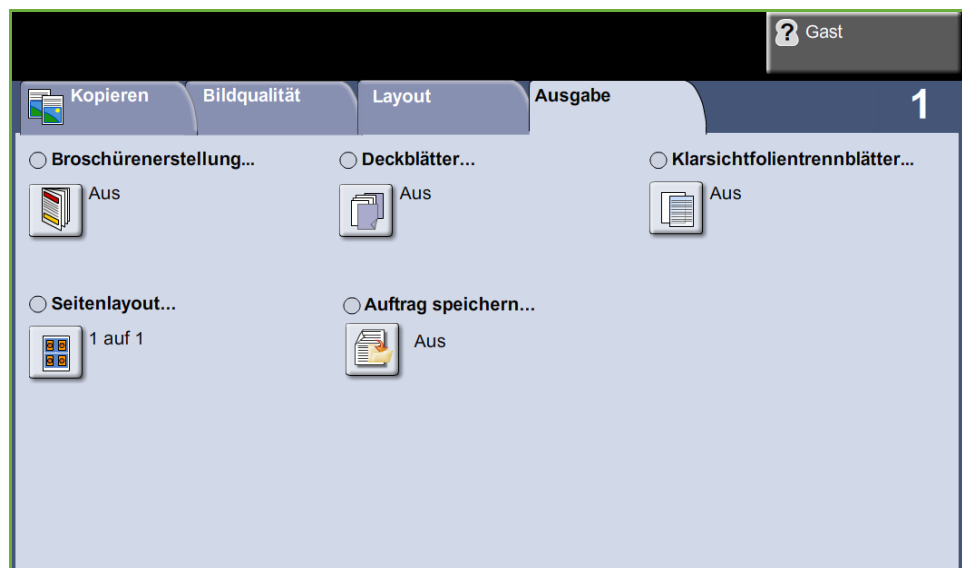 ? Gast
Kopieren Bildqualität Layout Ausgabe 1
Broschürenerstellung... Deckblätter... Klarsichtfolientrennblätter...
Aus Aus Aus
Seitenlayout... Auftrag speichern...
1 auf 1 Aus